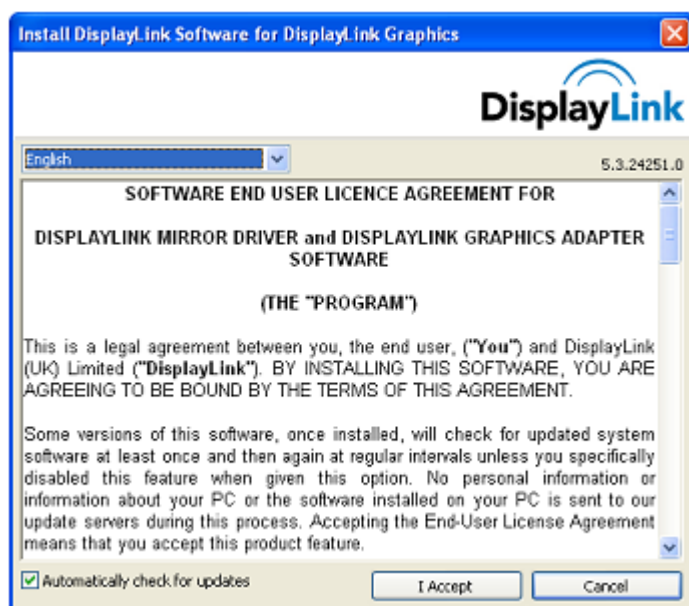 Install DisplayLink Software for DisplayLink Graphics
DisplayLink
English
5.3.24251.0
SOFTWARE END USER LICENCE AGREEMENT FOR
DISPLAYLINK MIRROR DRIVER and DISPLAYLINK GRAPHICS ADAPTER
SOFTWARE
(THE "PROGRAM")
This is a legal agreement between you, the end user, ("You") and DisplayLink
(UK) Limited ("DisplayLink"). BY INSTALLING THIS SOFTWARE, YOU ARE
AGREEING TO BE BOUND BY THE TERMS OF THIS AGREEMENT.
Some versions of this software, once installed, will check for updated system
software at least once and then again at regular intervals unless you specifically
disabled this feature when given this option. No personal information or
information about your PC or the software installed on your PC is sent to our
update servers during this process. Accepting the End-User License Agreement
means that you accept this product feature.
Automatically check for updates
I Accept
Cancel